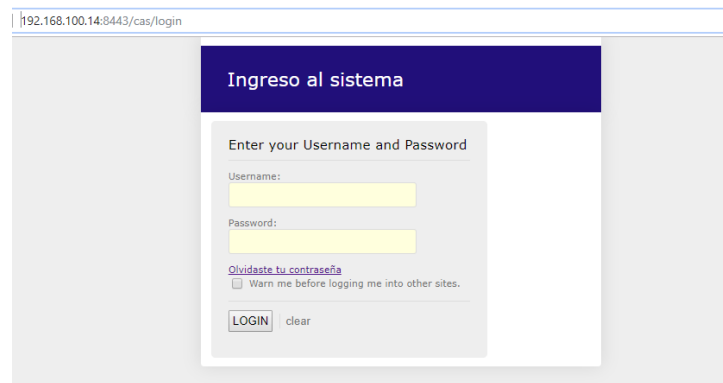 192.168.100.14:8443/cas/login
Ingreso al sistema
Enter your Username and Password
Username:
Password:
Olvidaste tu contraseña
Warn me before logging me into other sites.
LOGIN clear